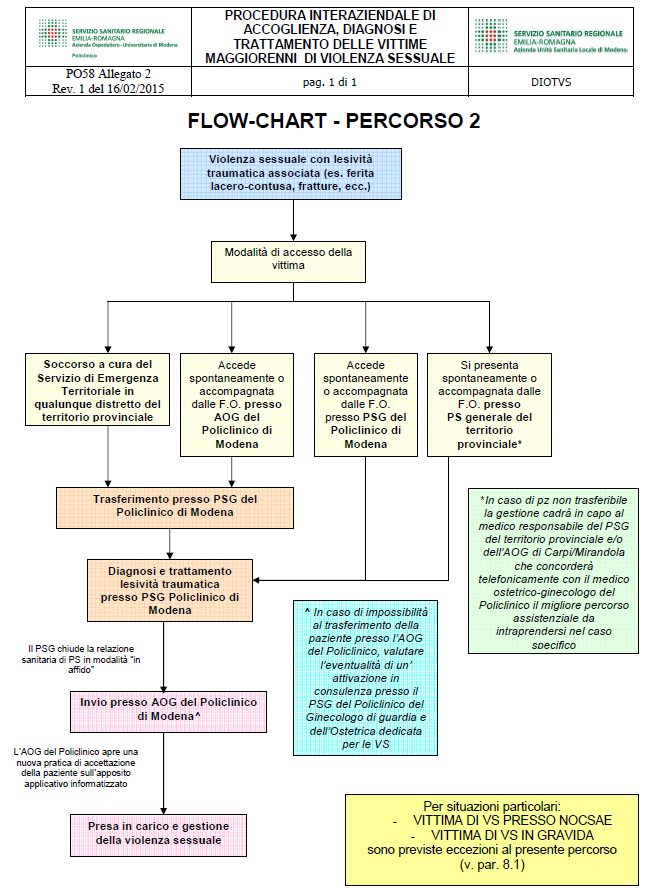 SERVIZIO SANITARIO REGIONALE
EMILIA-ROMAGNA
Azienda Ospedaliero- Universitaria di Modena
Policlinico
PROCEDURA INTERAZIENDALE DI
ACCOGLIENZA, DIAGNOSI E
TRATTAMENTO DELLE VITTIME
MAGGIORENNI DI VIOLENZA SESSUALE
SERVIZIO SANITARIO REGIONALE
EMILIA-ROMAGNA
Azienda Unità Sanitaria Locale di Modena
PO58 Allegato 2
Rev. 1 del 16/02/2015
pag. 1 di 1
DIOTVS
FLOW-CHART - PERCORSO 2
Violenza sessuale con lesività
traumatica associata (es. ferita
lacero-contusa, fratture, ecc.)
Modalità di accesso della
vittima
Soccorso a cura del
Servizio di Emergenza
Territoriale in
qualunque distretto del
territorio provinciale
Accede
spontaneamente o
accompagnata
dalle F.O. presso
AOG del
Policlinico di
Modena
Accede
spontaneamente
o accompagnata
dalle F.O.
presso PSG del
Policlinico di
Modena
Si presenta
spontaneamente o
accompagnata dalle
F.O. presso
PS generale del
territorio
provinciale*
Trasferimento presso PSG del
Policlinico di Modena
*In caso di pz non trasferibile
la gestione cadrà in capo al
medico responsabile del PSG
del territorio provinciale e/o
dell'AOG di Carpi/Mirandola
che concorderà
telefonicamente con il medico
ostetrico-ginecologo del
Policlinico il migliore percorso
assistenziale da
intraprendersi nel caso
specifico
Diagnosi e trattamento
lesività traumatica
presso PSG Policlinico di
Modena
^ In caso di impossibilità
al trasferimento della
paziente presso l'AOG
del Policlinico, valutare
l'eventualità di un'
attivazione in
consulenza presso il
PSG del Policlinico del
Ginecologo di guardia e
dell'Ostetrica dedicata
per le VS
Il PSG chiude la relazione
sanitaria di PS in modalità "in
affido"
Invio presso AOG del Policlinico
di Modena^
L'AOG del Policlinico apre una
nuova pratica di accettazione
della paziente sull'apposito
applicativo informatizzato
Presa in carico e gestione
della violenza sessuale
Per situazioni particolari:
- VITTIMA DI VS PRESSO NOCSAE
- VITTIMA DI VS IN GRAVIDA
sono previste eccezioni al presente percorso
(v. par. 8.1)